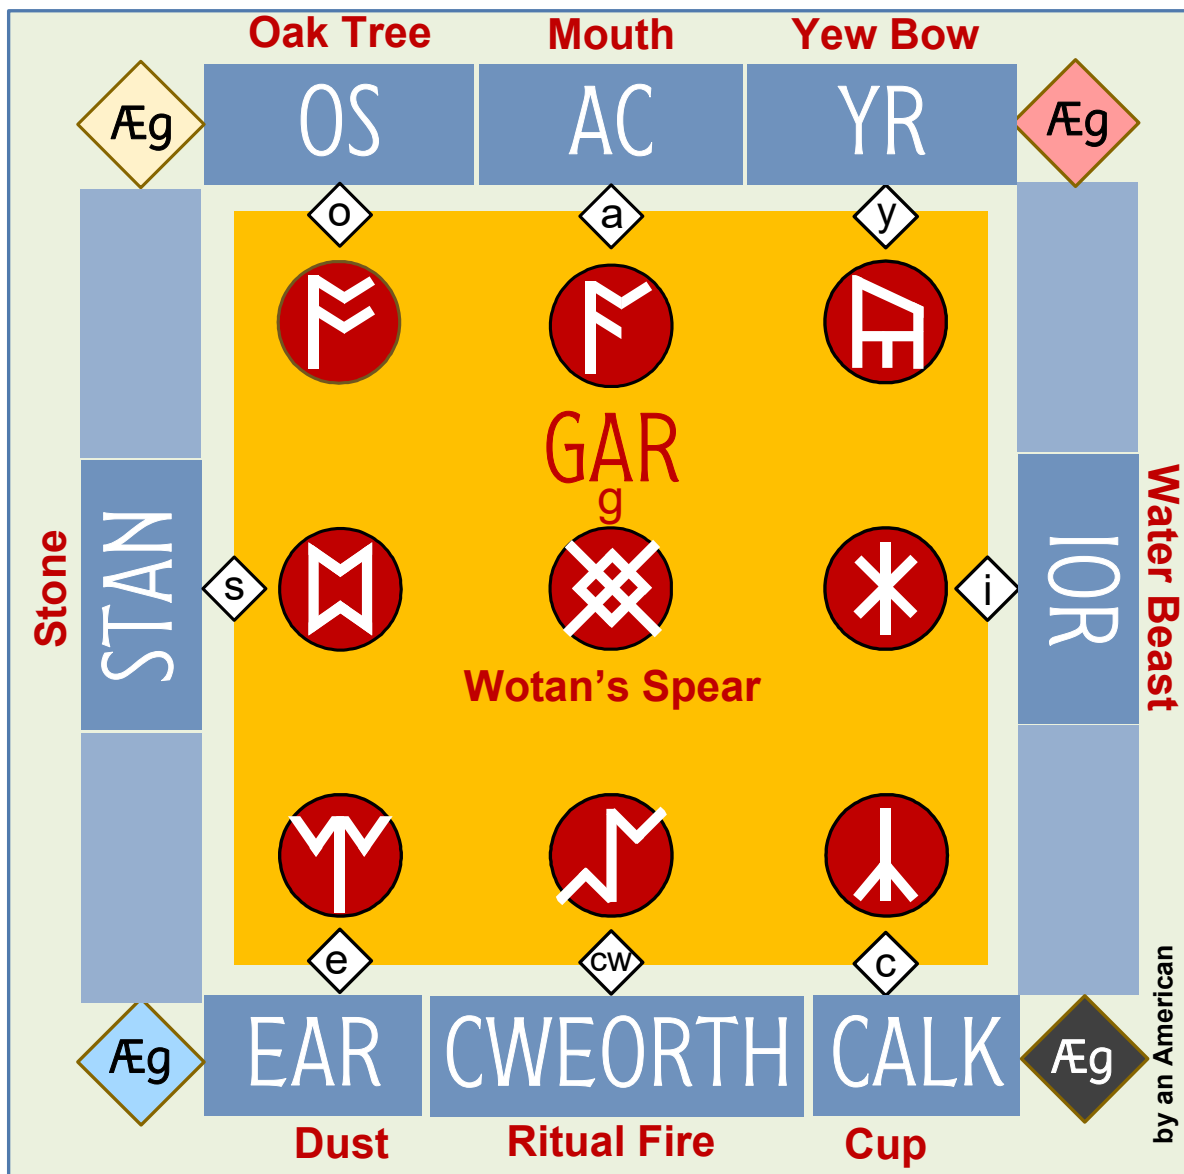 Oak Tree Mouth Yew Bow
Æg OS AC YR Æg
o a y
ᚩ ᚪ ᚣ
GAR
g
Stone STAN s ᛥ ᚸ ᛡ i IOR Water Beast
Wotan's Spear
ᛠ ᛢ ᛣ
e cw c
Æg EAR CWEORTH CALK Æg
Dust Ritual Fire Cup
by an American